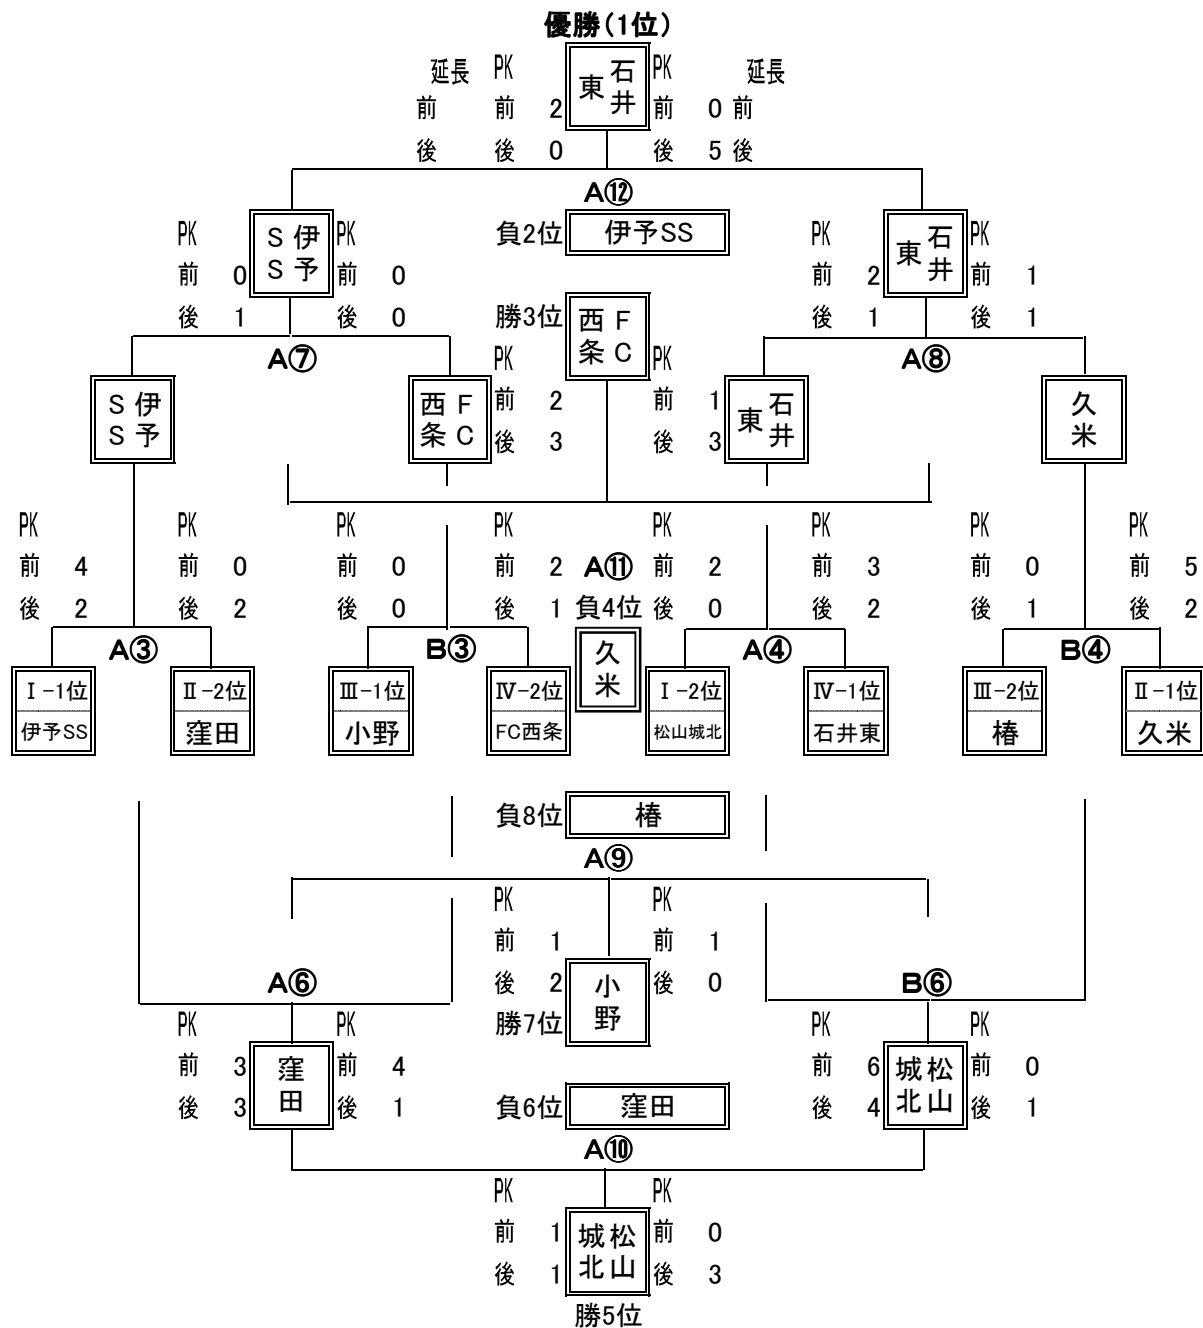 優勝(1位)
延長 PK 石井東 PK 延長
前 前 2 前 0 前
後 後 0 後 5 後
A⑫
負2位 伊予SS
PK 伊予SS PK
前 0 前 0
後 1 後 0
A⑦
PK 石井東 PK
前 2 前 1
後 1 後 1
A⑧
勝3位 FC西条
PK PK
前 2 前 1
後 3 後 3
伊予SS FC西条 石井東 久米
PK PK PK PK PK PK PK PK
前 4 前 0 前 0 前 2 A⑪ 前 2 前 3 前 0 前 5
後 2 後 2 後 0 後 1 負4位 後 0 後 2 後 1 後 2
A③ B③ 久米 A④ B④
Ⅰ-1位 Ⅱ-2位 Ⅲ-1位 Ⅳ-2位 Ⅰ-2位 Ⅳ-1位 Ⅲ-2位 Ⅱ-1位
伊予SS 窪田 小野 FC西条 松山城北 石井東 椿 久米
負8位 椿
A⑨
PK PK
前 1 前 1
後 2 小野 後 0
勝7位
A⑥ B⑥
PK PK PK PK
前 3 窪田 前 4 前 6 松山城北 前 0
後 3 後 1 後 4 後 1
負6位 窪田
A⑩
PK PK
前 1 松山城北 前 0
後 1 後 3
勝5位